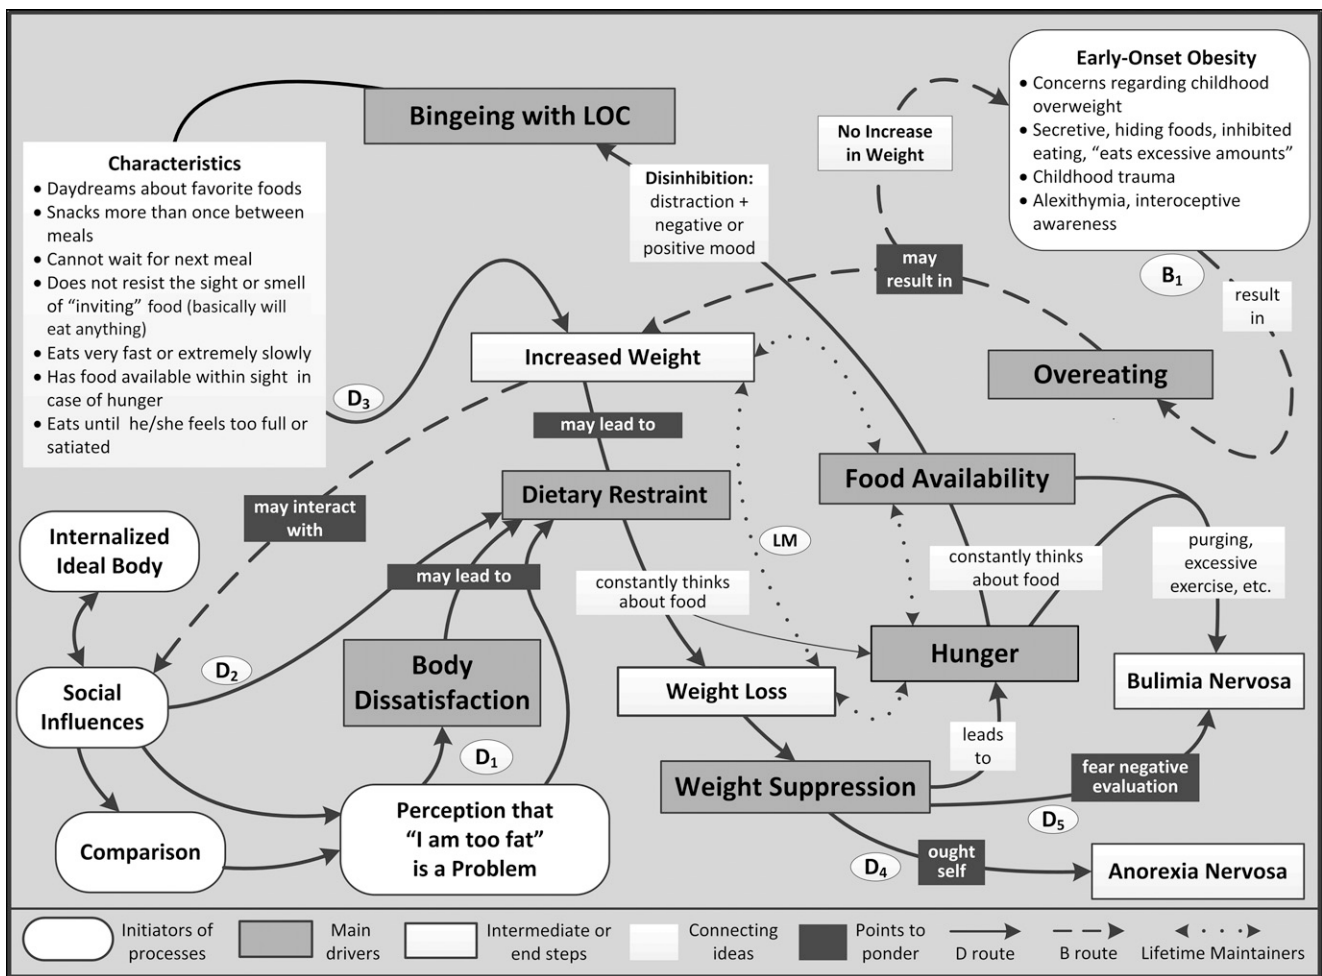 Early-Onset Obesity
• Concerns regarding childhood
overweight
• Secretive, hiding foods, inhibited
eating, “eats excessive amounts”
• Childhood trauma
• Alexithymia, interoceptive
awareness
Bingeing with LOC
No Increase
in Weight
Characteristics
• Daydreams about favorite foods
• Snacks more than once between
meals
• Cannot wait for next meal
• Does not resist the sight or smell
of “inviting” food (basically will
eat anything)
• Eats very fast or extremely slowly
• Has food available within sight in
case of hunger
• Eats until he/she feels too full or
satiated
Disinhibition:
distraction +
negative or
positive mood
may
result in
B1
result
in
Increased Weight
Overeating
D3
may lead to
Dietary Restraint
Food Availability
may interact
with
Internalized
Ideal Body
LM
may lead to
constantly thinks
about food
constantly thinks
about food
purging,
excessive
exercise, etc.
Body
Dissatisfaction
Hunger
D2
Social
Influences
Weight Loss
Bulimia Nervosa
D1
leads
to
Weight Suppression
fear negative
evaluation
Perception that
“I am too fat”
is a Problem
Comparison
D5
D4
ought
self
Anorexia Nervosa
Initiators of
processes
Main
drivers
Intermediate or
end steps
Connecting
ideas
Points to
ponder
D route
B route
Lifetime Maintainers